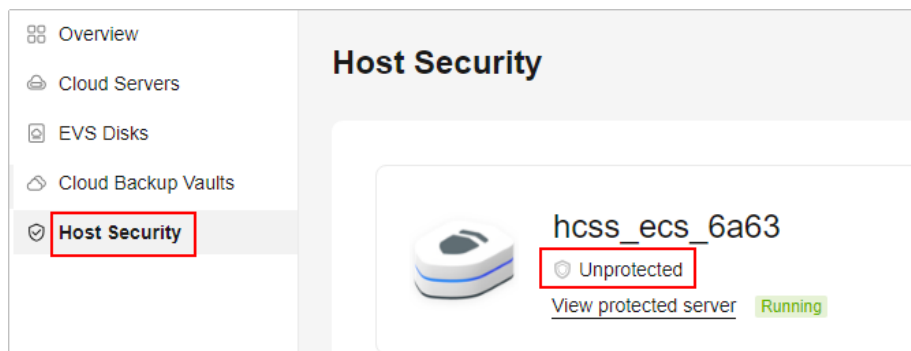 Overview
Cloud Servers
EVS Disks
Cloud Backup Vaults
Host Security
Host Security
hcss_ecs_6a63
Unprotected
View protected server Running